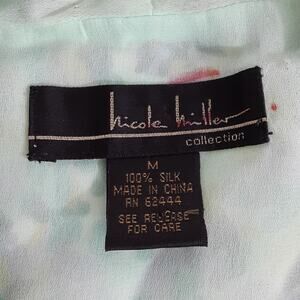 nicole miller
collection
M
100% SILK
MADE IN CHINA
RN 62444
SEE REVERSE
FOR CARE